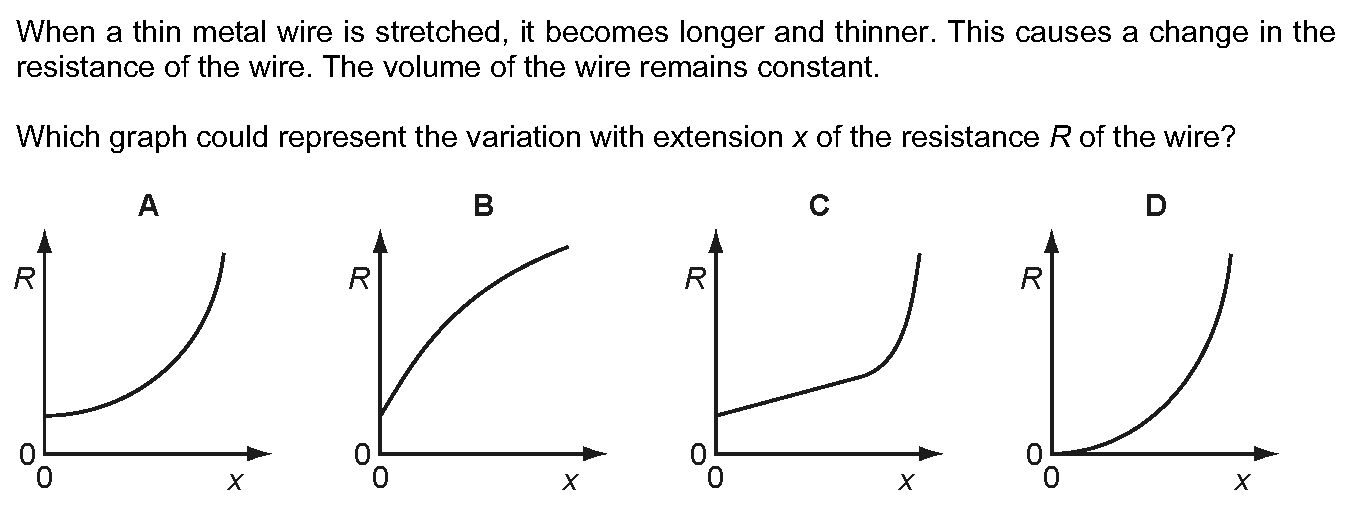 When a thin metal wire is stretched, it becomes longer and thinner. This causes a change in the
resistance of the wire. The volume of the wire remains constant.
Which graph could represent the variation with extension x of the resistance R of the wire?
A B C D
R R R R
0 0 0 0
0 x 0 x 0 x 0 x